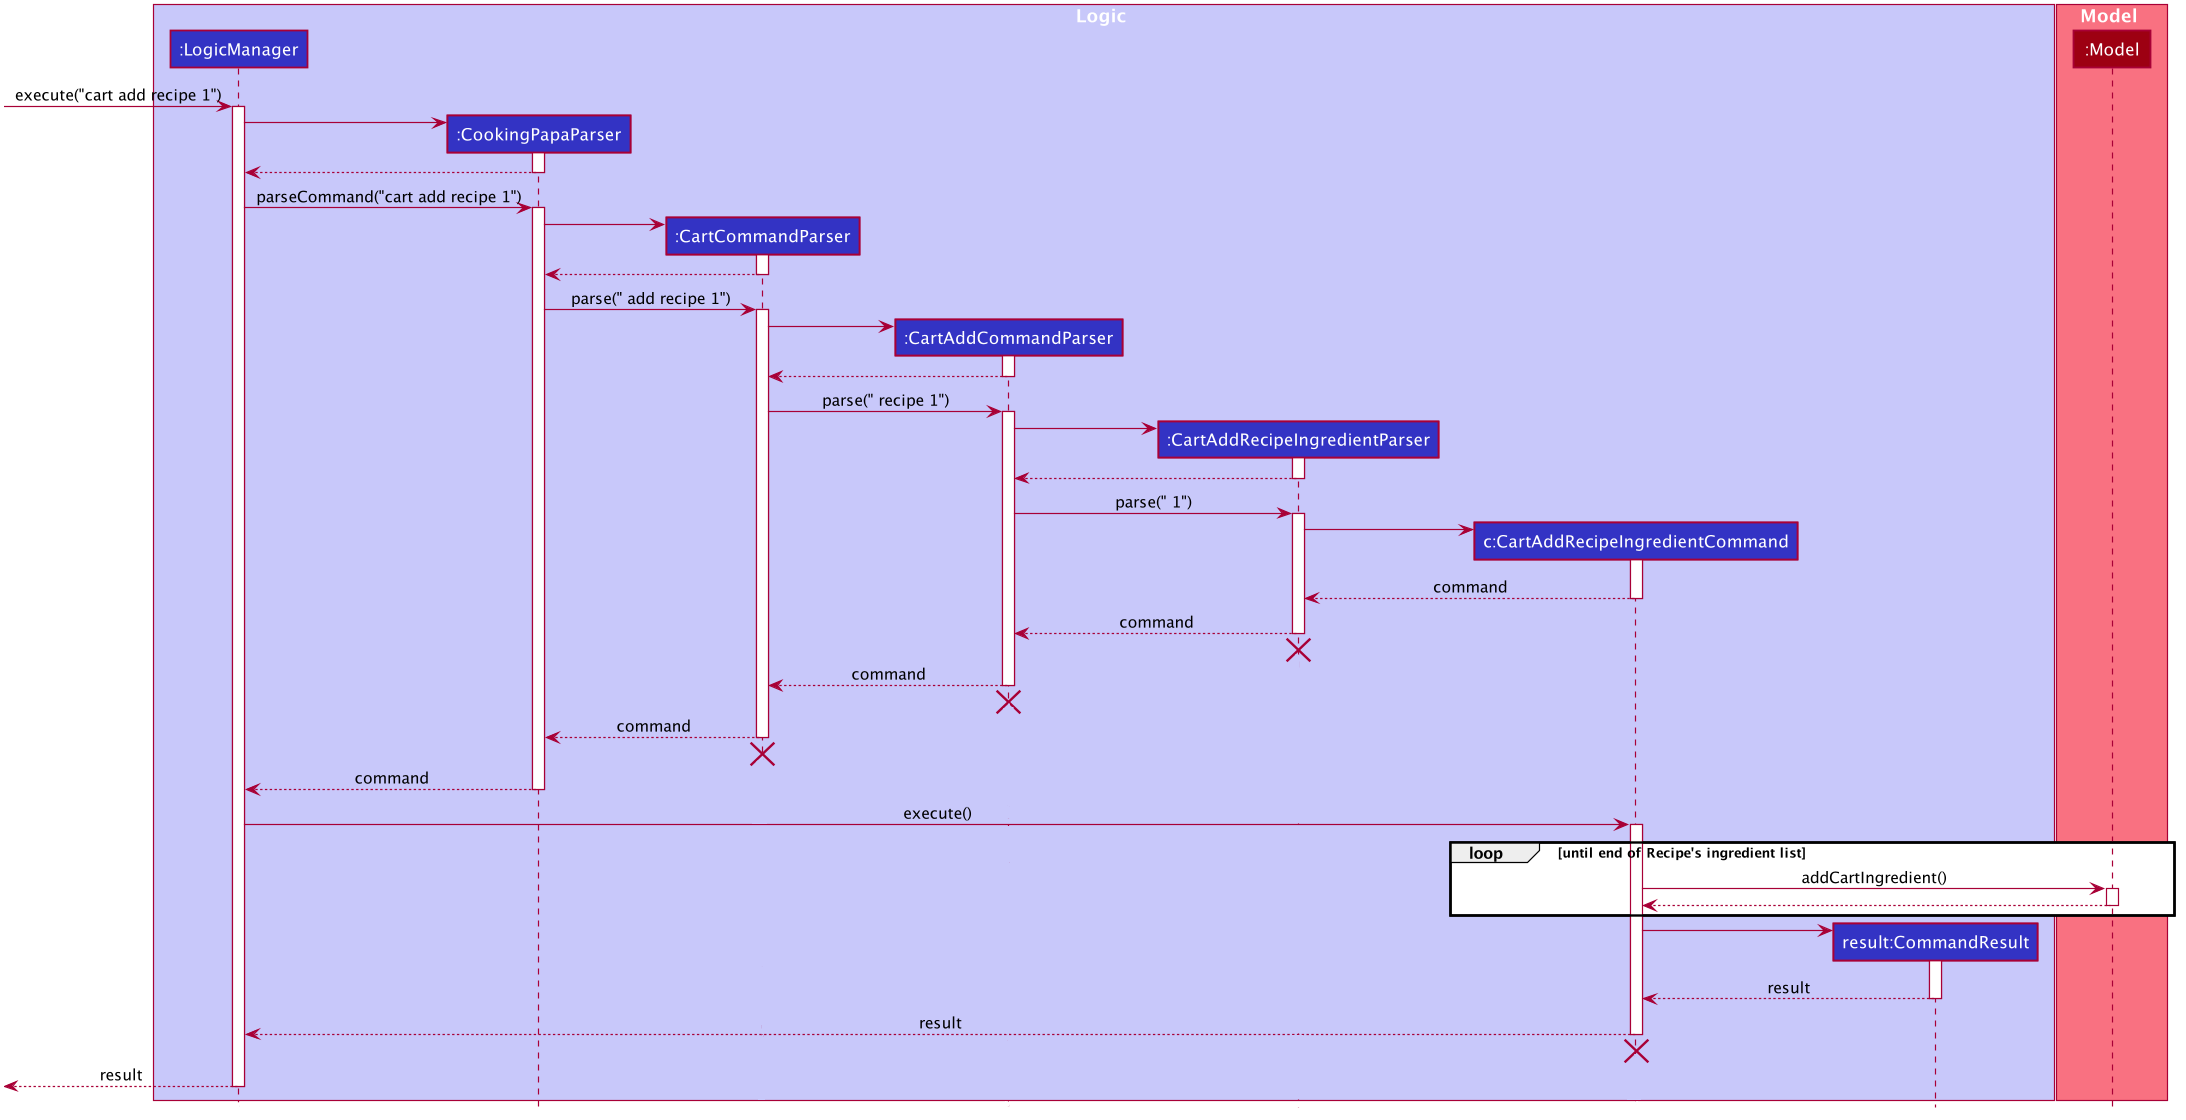 Logic
Model
:LogicManager
:Model
execute("cart add recipe 1")
:CookingPapaParser
parseCommand("cart add recipe 1")
:CartCommandParser
parse(" add recipe 1")
:CartAddCommandParser
parse(" recipe 1")
:CartAddRecipeIngredientParser
parse(" 1")
c:CartAddRecipeIngredientCommand
command
command
command
command
command
execute()
loop
[until end of Recipe's ingredient list]
addCartIngredient()
result:CommandResult
result
result
result